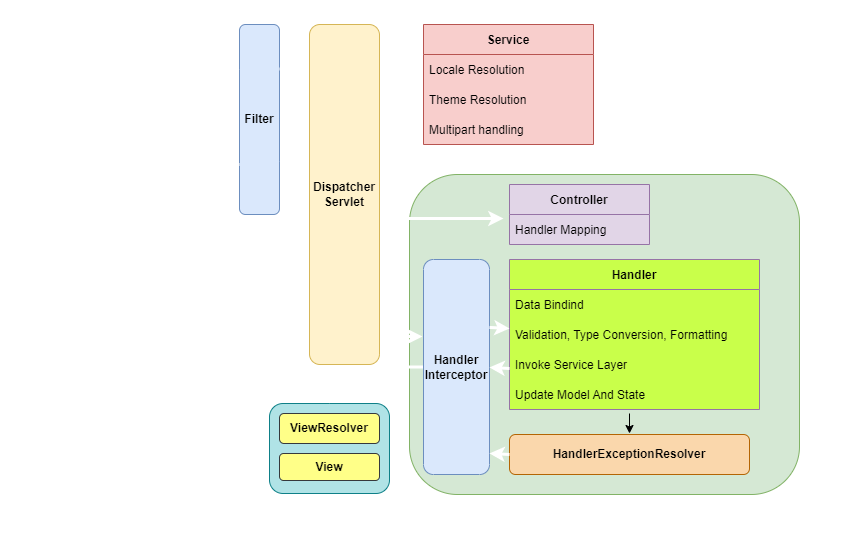 Filter
Dispatcher
Servlet
Service
Locale Resolution
Theme Resolution
Multipart handling
Controller
Handler Mapping
Handler
Interceptor
Handler
Data Bindind
Validation, Type Conversion, Formatting
Invoke Service Layer
Update Model And State
HandlerExceptionResolver
ViewResolver
View